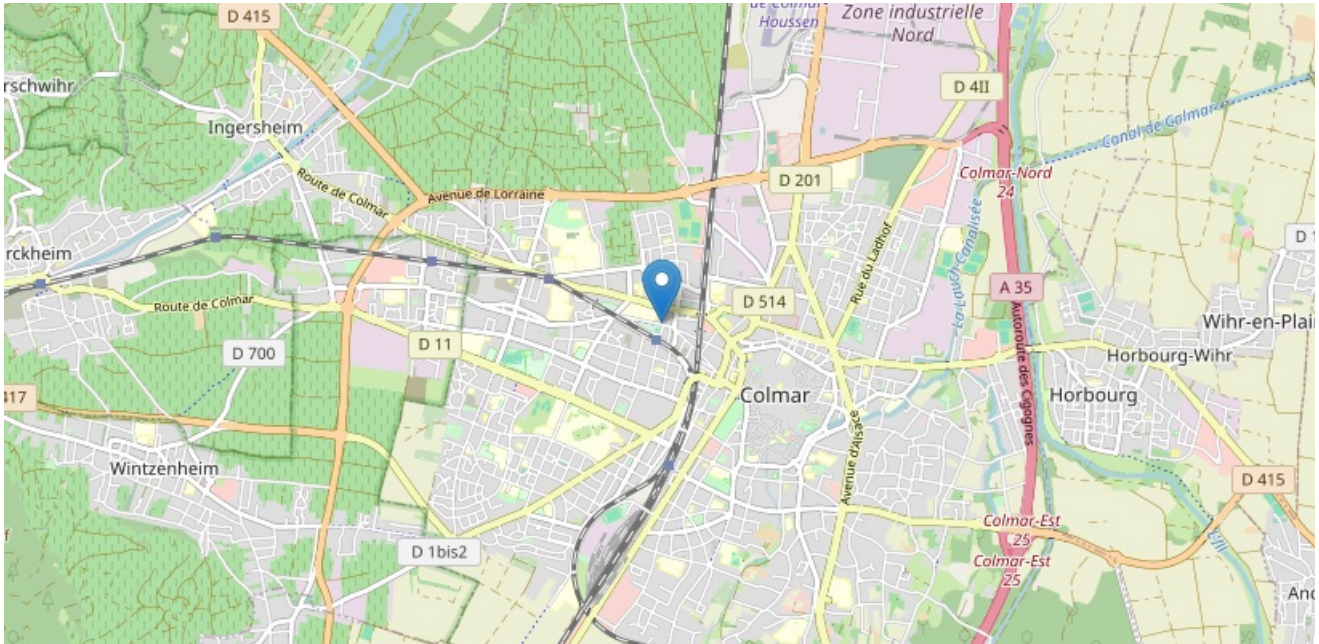 D 415
de Colmar
Houssen
Zone industrielle
Nord
rschwihr
D 4II
Ingersheim
Canal de Colmar
Route de Colmar
Avenue de Lorraine
D 201
Colmar-Nord
24
rckheim
Rue du Ladhof
La Lauch Canalisée
D 1
Route de Colmar
D 514
A 35
Autoroute des Cigognes
Wihr-en-Plai
D 700
D 11
Horbourg-Wihr
417
Colmar
Horbourg
Avenue d'Alsace
Wintzenheim
D 415
Colmar-Est
25
Colmar-Est
25
L'Ill
D 1bis2
f
And